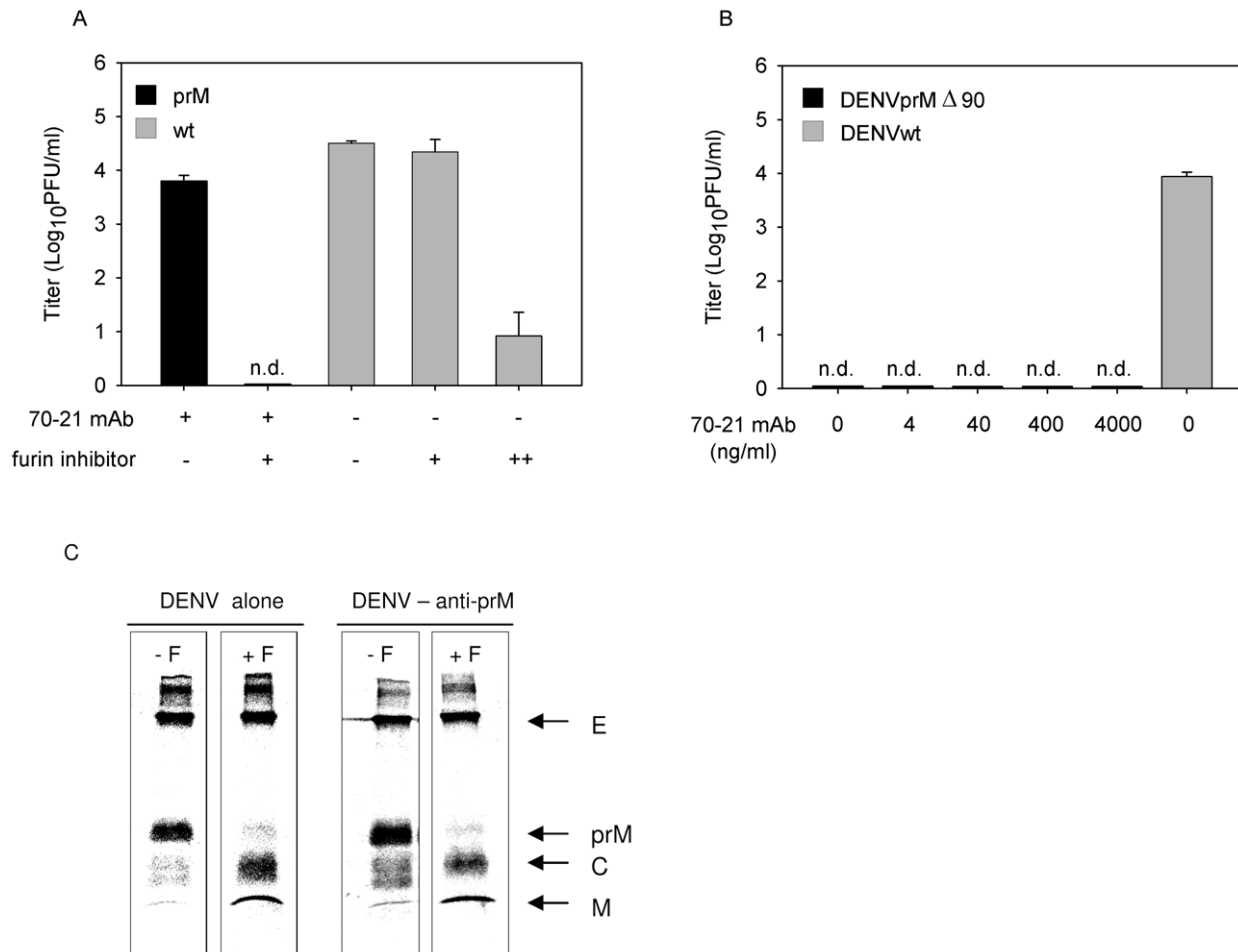 A
6
5
4
3
2
1
0
Titer (Log10PFU/ml)
prM
wt
n.d.
70-21 mAb + + - - -
furin inhibitor - + - + ++
B
6
5
4
3
2
1
0
Titer (Log10PFU/ml)
DENVprM Δ 90
DENVwt
n.d. n.d. n.d. n.d. n.d.
70-21 mAb 0 4 40 400 4000 0
(ng/ml)
C
DENV alone DENV – anti-prM
- F + F - F + F
E
prM
C
M